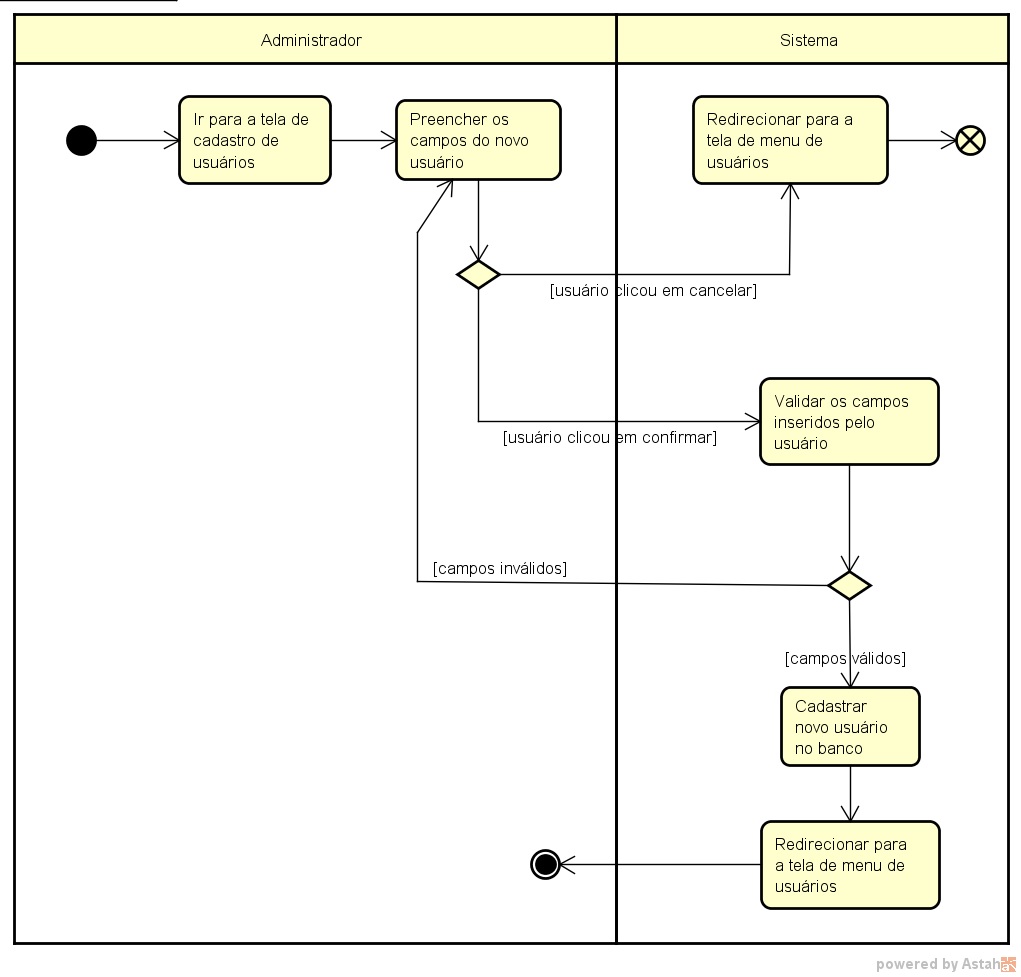 Administrador
Sistema
Ir para a tela de
cadastro de
usuários
Preencher os
campos do novo
usuário
Redirecionar para a
tela de menu de
usuários
[usuário clicou em cancelar]
Validar os campos
inseridos pelo
usuário
[usuário clicou em confirmar]
[campos inválidos]
[campos válidos]
Cadastrar
novo usuário
no banco
Redirecionar para
a tela de menu de
usuários
powered by Astah